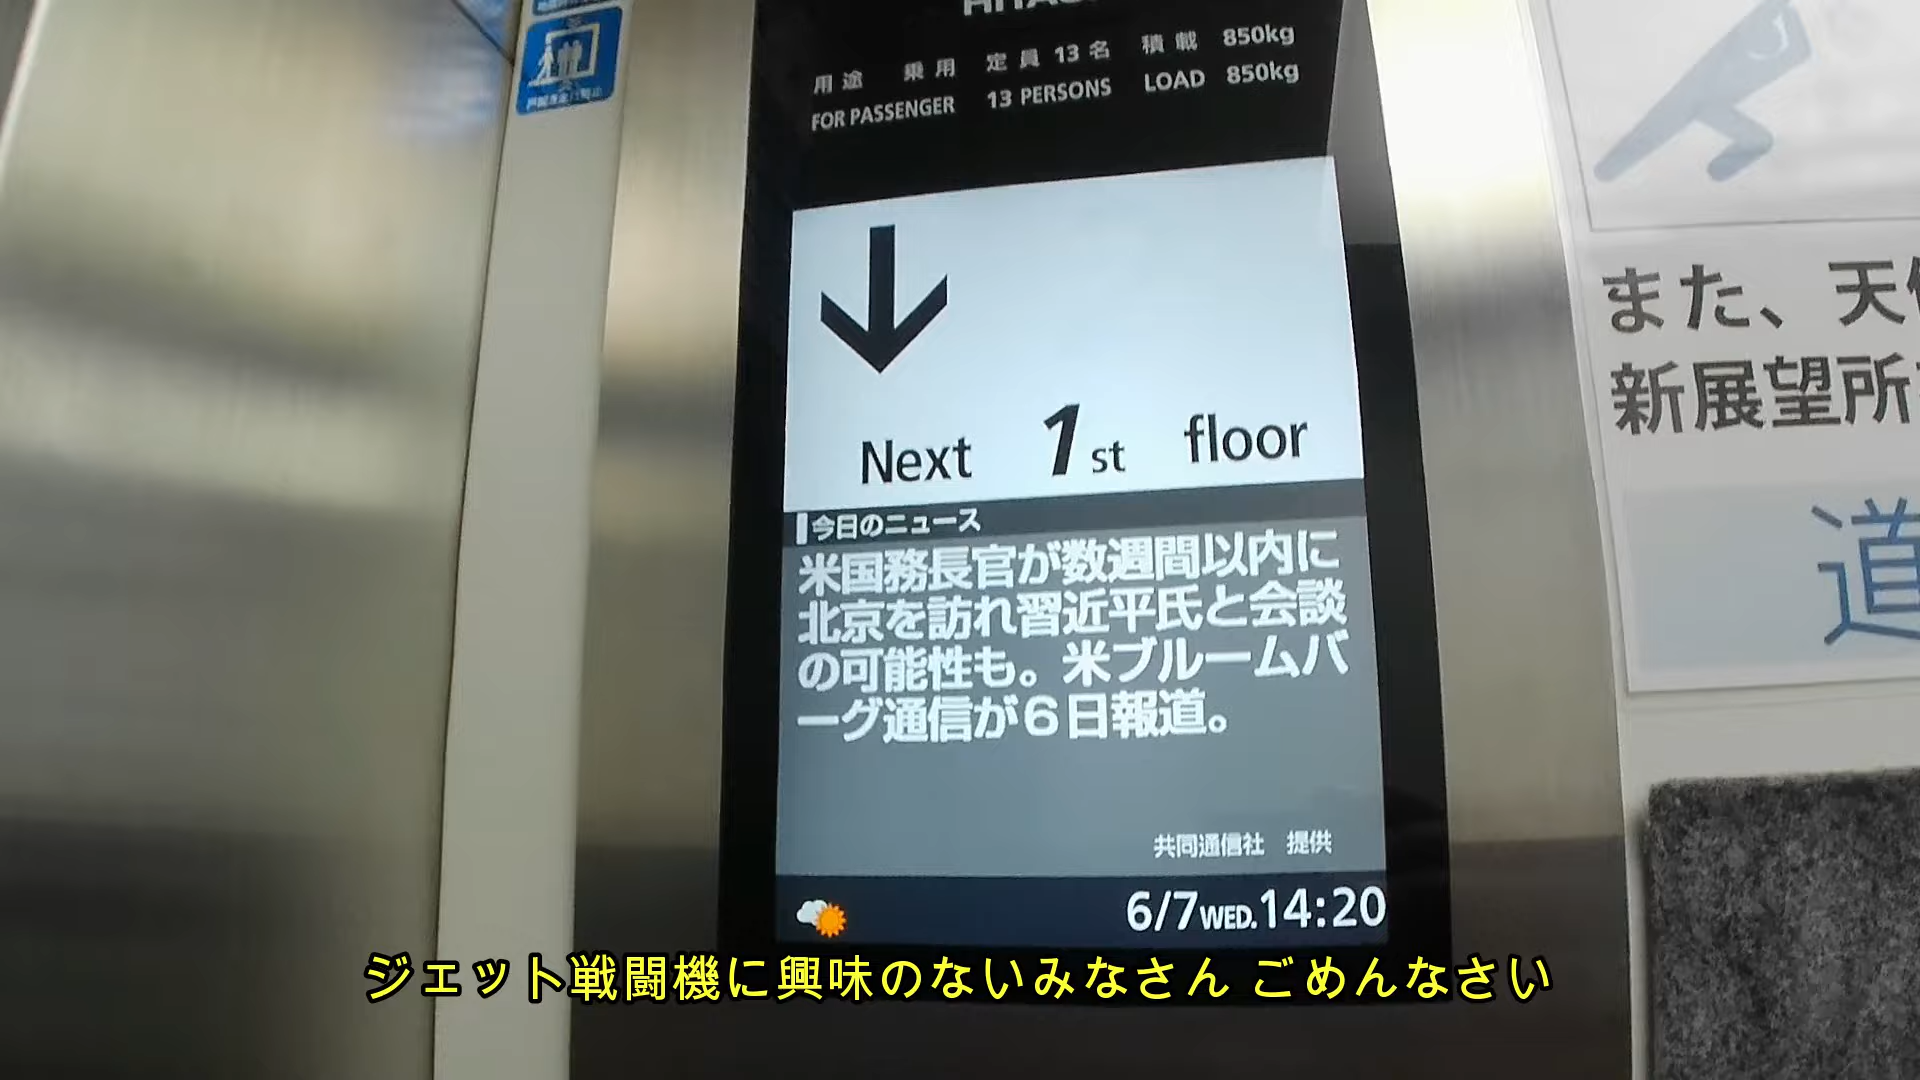 用途 乗用 定員 13名 積載 850kg
FOR PASSENGER 13 PERSONS LOAD 850kg
Next 1st floor
今日のニュース
米国務長官が数週間以内に
北京を訪れ習近平氏と会談
の可能性も。米ブルームバ
ーグ通信が6日報道。
共同通信社 提供
6/7 WED. 14:20
また、天
新展望所
道
ジェット戦闘機に興味のないみなさん ごめんなさい